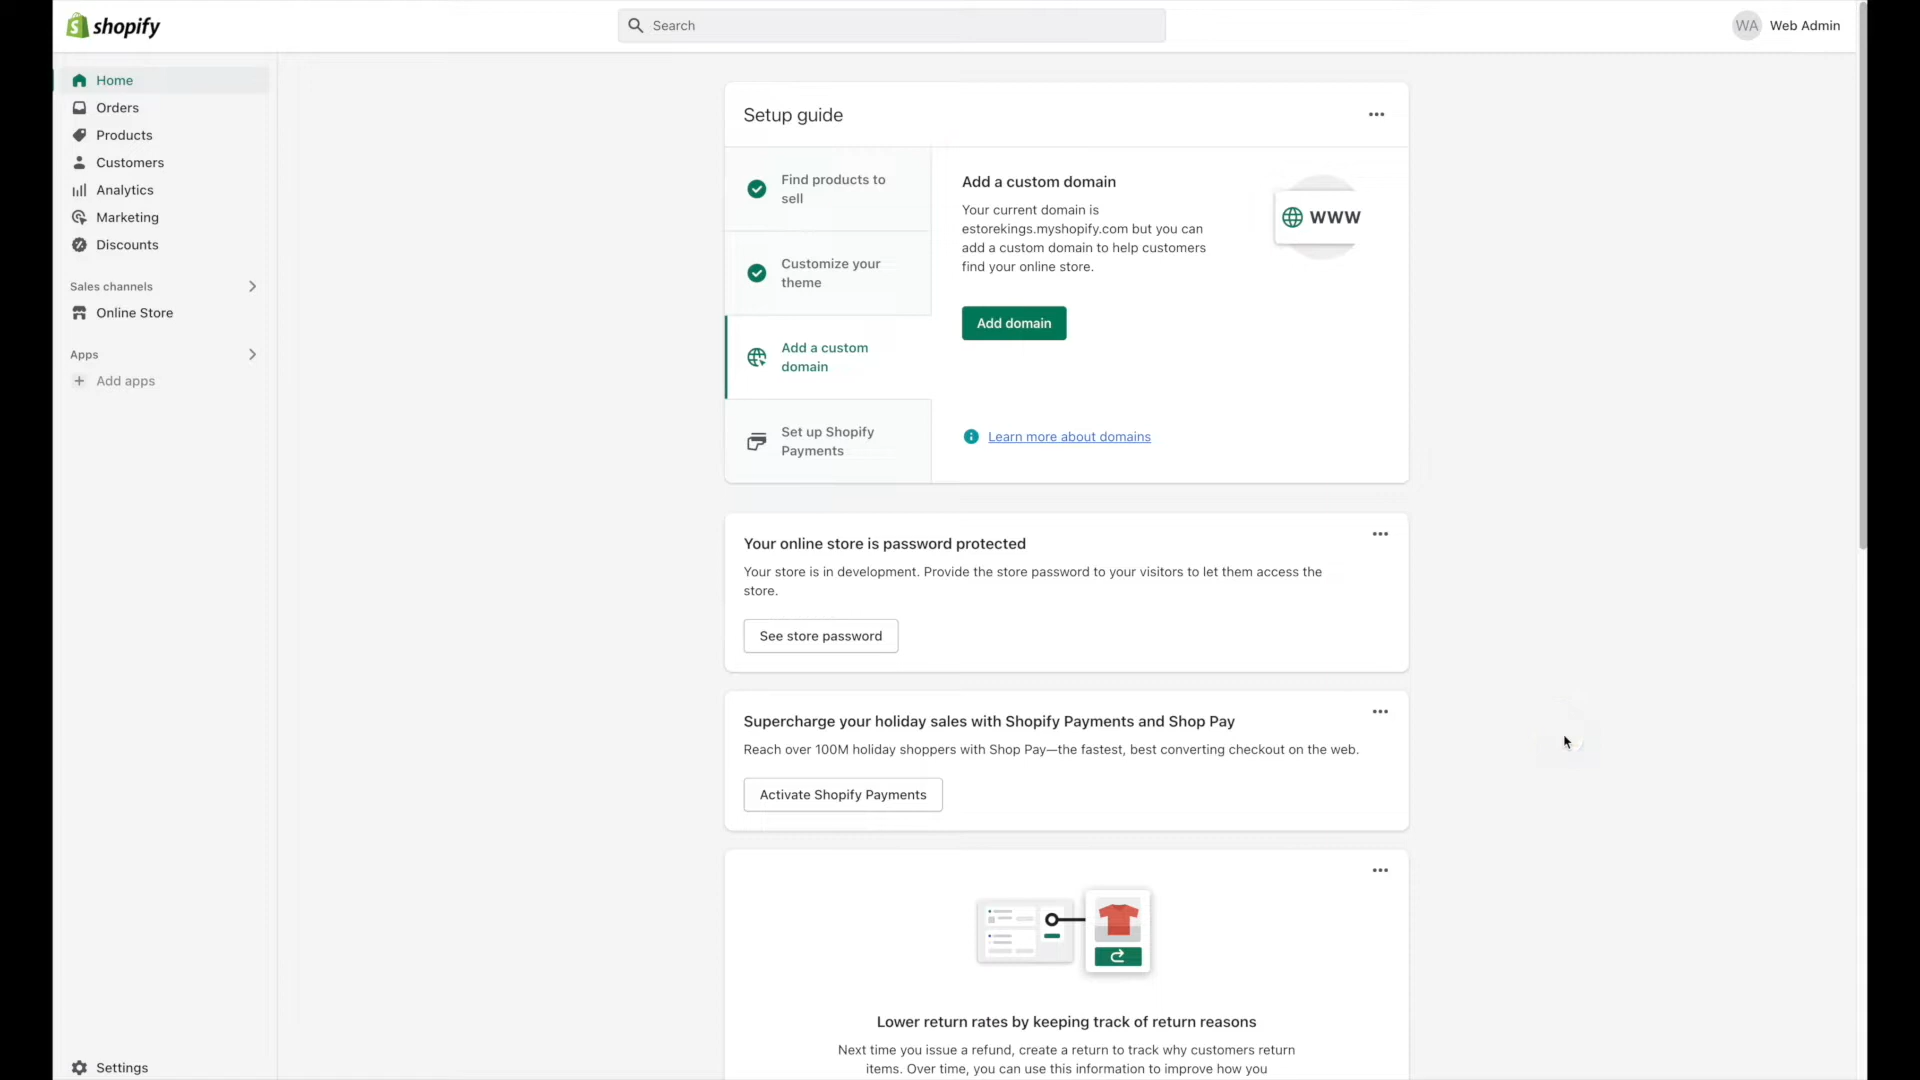 shopify
Search
WA Web Admin
Home
Orders
Products
Customers
Analytics
Marketing
Discounts
Sales channels
Online Store
Apps
Add apps
Settings
Setup guide
Find products to
sell
Customize your
theme
Add a custom
domain
Set up Shopify
Payments
Add a custom domain
Your current domain is
estorekings.myshopify.com but you can
add a custom domain to help customers
find your online store.
WWW
Add domain
Learn more about domains
Your online store is password protected
Your store is in development. Provide the store password to your visitors to let them access the
store.
See store password
Supercharge your holiday sales with Shopify Payments and Shop Pay
Reach over 100M holiday shoppers with Shop Pay—the fastest, best converting checkout on the web.
Activate Shopify Payments
Lower return rates by keeping track of return reasons
Next time you issue a refund, create a return to track why customers return
items. Over time, you can use this information to improve how you